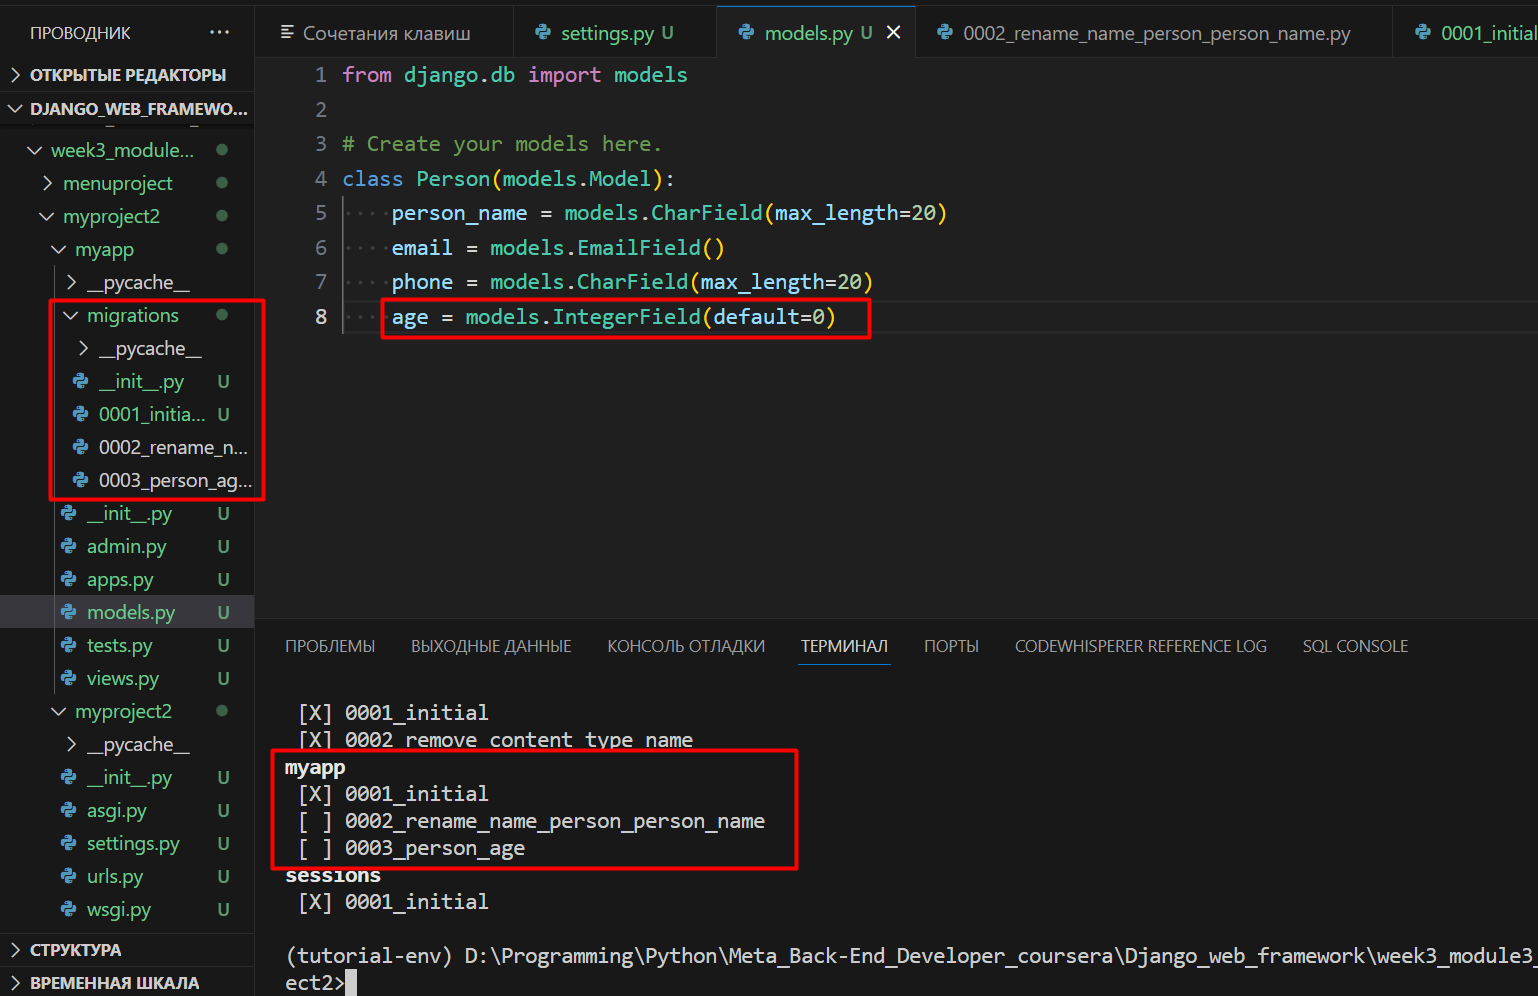 ПРОВОДНИК ···
ОТКРЫТЫЕ РЕДАКТОРЫ
DJANGO_WEB_FRAMEWO...
week3_module...
menuproject
myproject2
myapp
__pycache__
migrations
__pycache__
__init__.py U
0001_initia... U
0002_rename_n...
0003_person_ag...
__init__.py U
admin.py U
apps.py U
models.py U
tests.py U
views.py U
myproject2
__pycache__
__init__.py U
asgi.py U
settings.py U
urls.py U
wsgi.py U
СТРУКТУРА
ВРЕМЕННАЯ ШКАЛА
Сочетания клавиш settings.py U models.py U 0002_rename_name_person_person_name.py 0001_initial
1 from django.db import models
2
3 # Create your models here.
4 class Person(models.Model):
5 person_name = models.CharField(max_length=20)
6 email = models.EmailField()
7 phone = models.CharField(max_length=20)
8 age = models.IntegerField(default=0)
ПРОБЛЕМЫ ВЫХОДНЫЕ ДАННЫЕ КОНСОЛЬ ОТЛАДКИ ТЕРМИНАЛ ПОРТЫ CODEWHISPERER REFERENCE LOG SQL CONSOLE
[X] 0001_initial
[X] 0002_remove_content_type_name
myapp
[X] 0001_initial
[ ] 0002_rename_name_person_person_name
[ ] 0003_person_age
sessions
[X] 0001_initial
(tutorial-env) D:\Programming\Python\Meta_Back-End_Developer_coursera\Django_web_framework\week3_module3_
ect2>